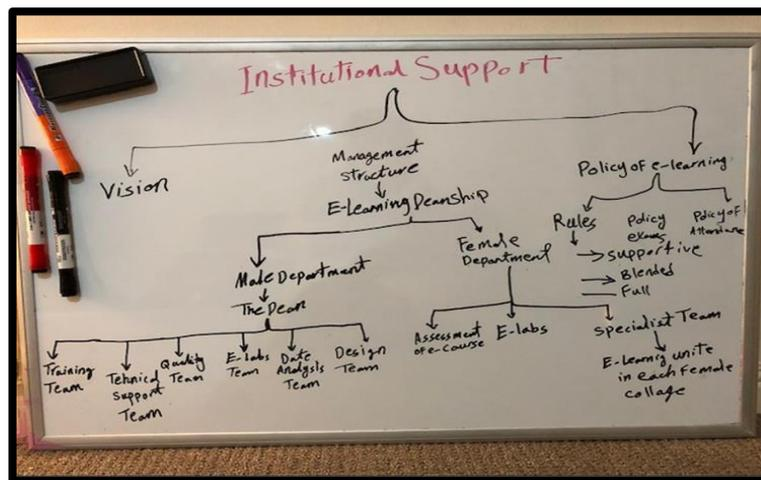 Institutional Support
Vision
Management
structure
E-Learning Deanship
Policy of e-learning
Rules
Policy
exams
Policy of
Attendance
supportive
Blended
Full
Male Department
The Dean
Female
Department
Training
Team
Tehnical
Support
Team
Quality
Team
E-labs
Team
Date
Analysis
Team
Design
Team
Assessment
of e-course
E-labs
Specialist Team
E-Learnig unite
in each Female
collage